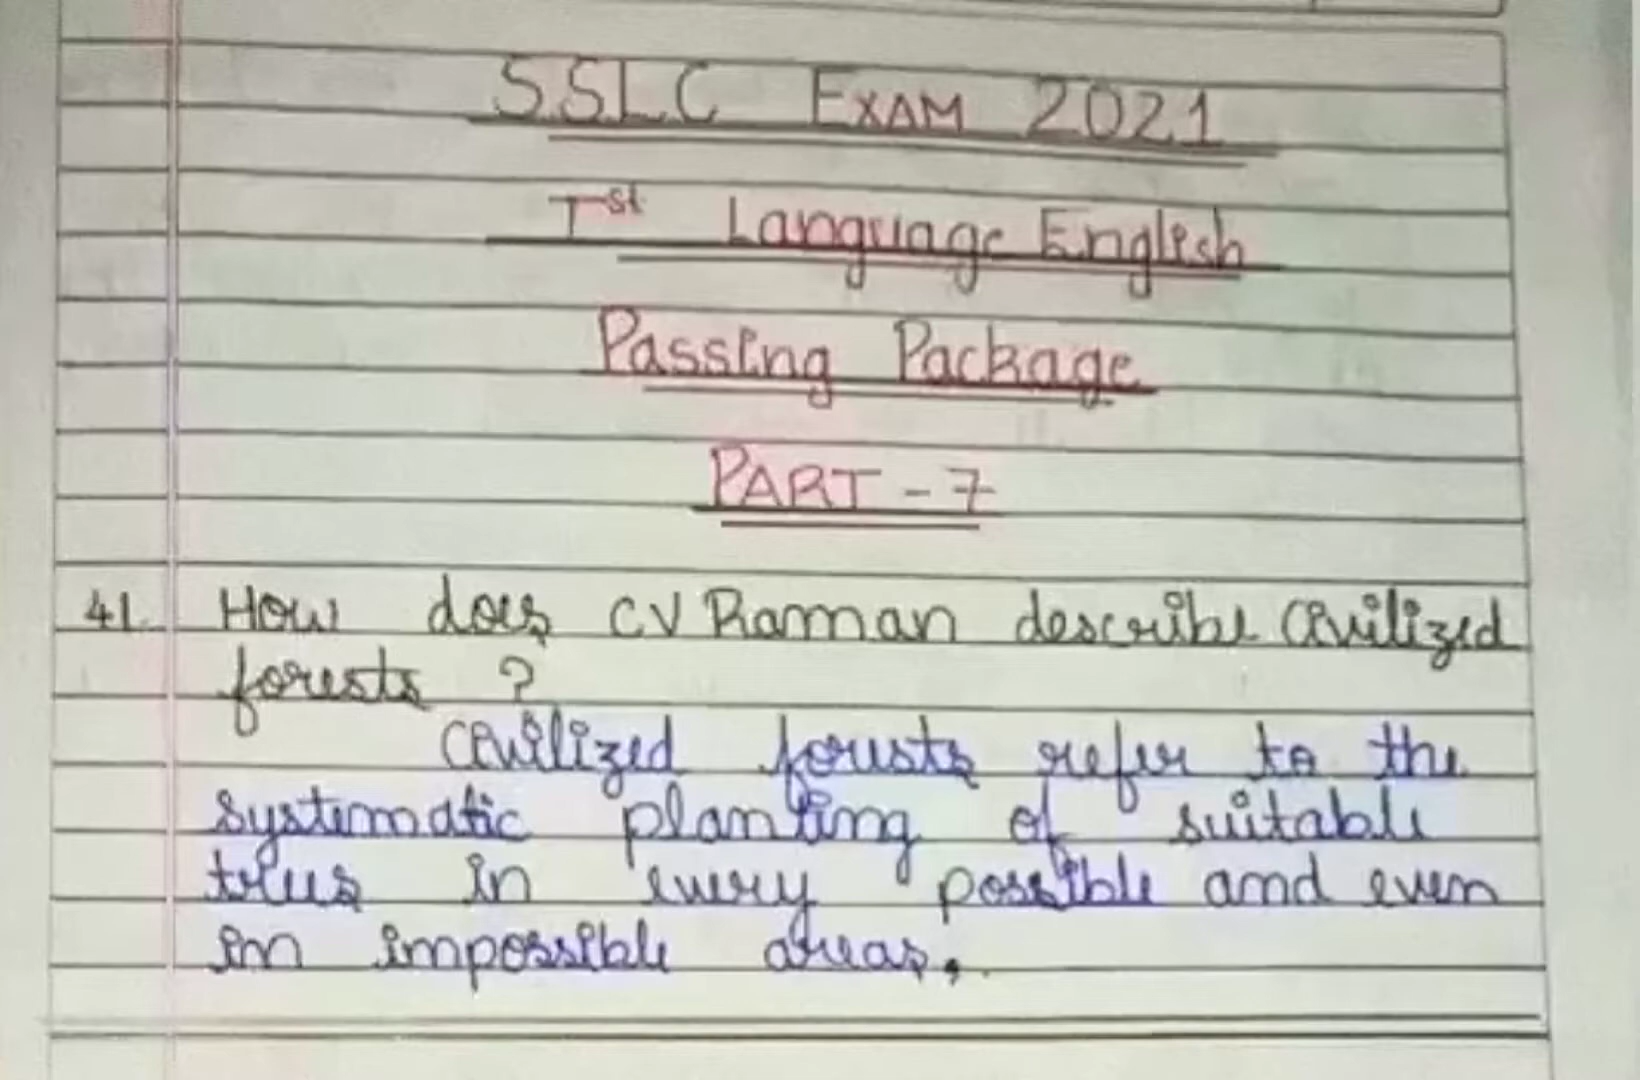 SSLC EXAM 2021
Ist Language English
Passing Package
PART - 7
41. How does CV Raman describe Civilized
forests ?
Civilized forests refer to the
systematic planting of suitable
trees in every possible and even
in impossible areas.